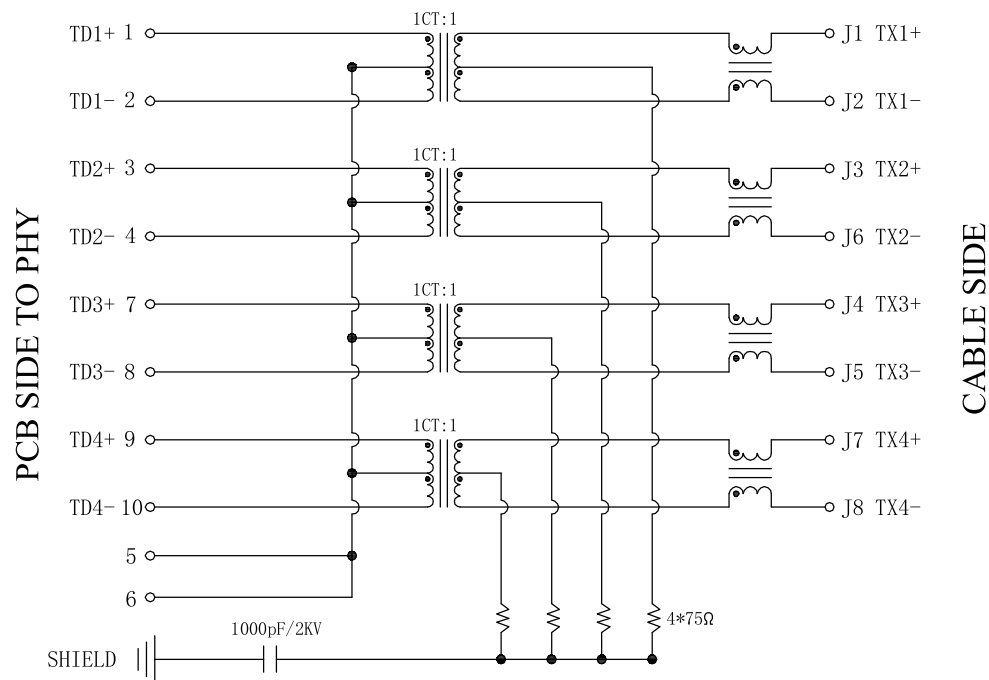 1CT:1
TD1+ 1
J1 TX1+
TD1- 2
J2 TX1-
1CT:1
TD2+ 3
J3 TX2+
TD2- 4
J6 TX2-
PCB SIDE TO PHY
CABLE SIDE
1CT:1
TD3+ 7
J4 TX3+
TD3- 8
J5 TX3-
1CT:1
TD4+ 9
J7 TX4+
TD4- 10
J8 TX4-
5
6
4*75Ω
1000pF/2KV
SHIELD